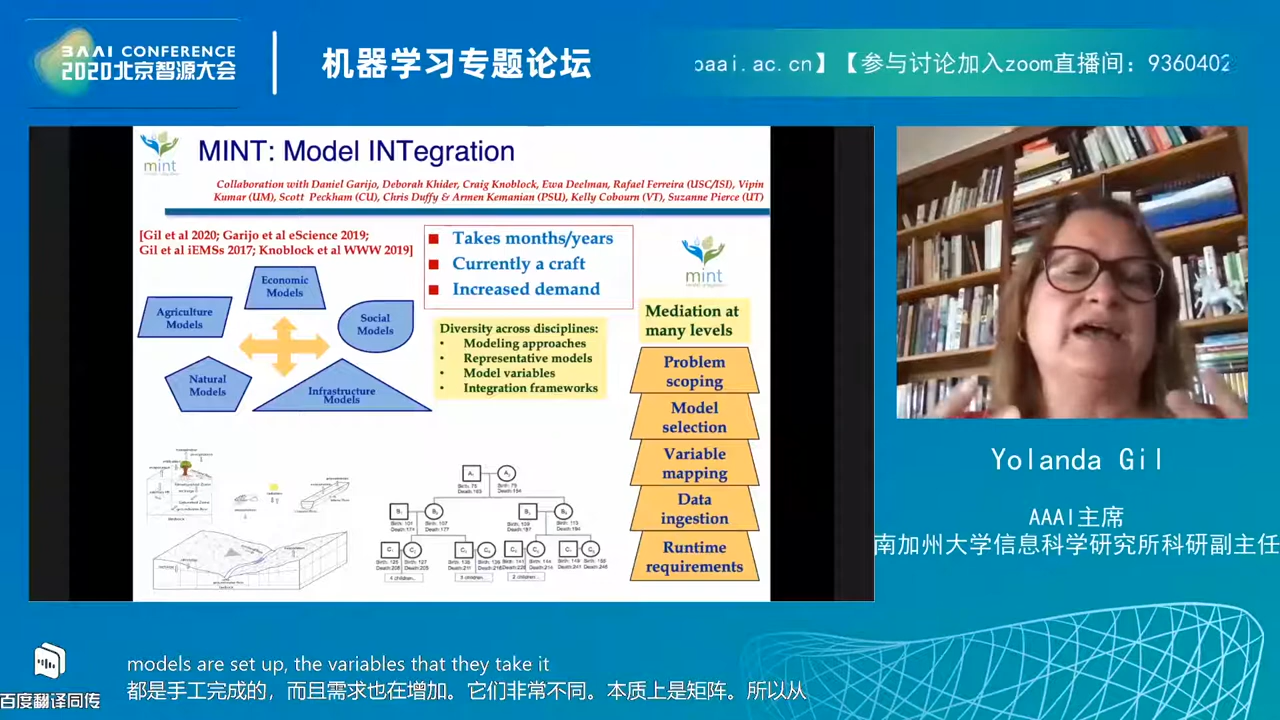 BAAI CONFERENCE
2020北京智源大会
机器学习专题论坛
baai.ac.cn】【参与讨论加入zoom直播间：9360402
mint
MINT: Model INTegration
Collaboration with Daniel Garijo, Deborah Khider, Craig Knoblock, Ewa Deelman, Rafael Ferreira (USC/ISI), Vipin
Kumar (UM), Scott Peckham (CU), Chris Duffy & Armen Kemanian (PSU), Kelly Cobourn (VT), Suzanne Pierce (UT)
[Gil et al 2020; Garijo et al eScience 2019;
Gil et al iEMSs 2017; Knoblock et al WWW 2019]
Takes months/years
Currently a craft
Increased demand
mint
Economic
Models
Agriculture
Models
Social
Models
Natural
Models
Infrastructure
Models
Diversity across disciplines:
• Modeling approaches
• Representative models
• Model variables
• Integration frameworks
Mediation at
many levels
Problem
scoping
Model
selection
Variable
mapping
Data
ingestion
Runtime
requirements
Yolanda Gil
AAAI主席
南加州大学信息科学研究所科研副主任
百度翻译同传
models are set up, the variables that they take it
都是手工完成的，而且需求也在增加。它们非常不同。本质上是矩阵。所以从